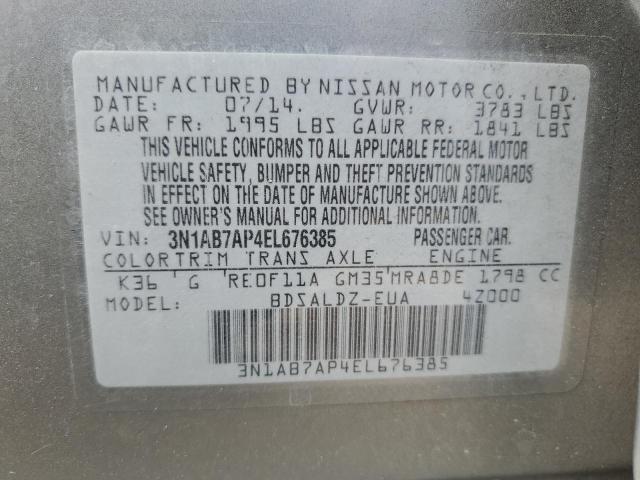 MANUFACTURED BY NISSAN MOTOR CO., LTD.
DATE: 07/14. GVWR: 3783 LBS
GAWR FR: 1995 LBS GAWR RR: 1841 LBS
THIS VEHICLE CONFORMS TO ALL APPLICABLE FEDERAL MOTOR
VEHICLE SAFETY, BUMPER AND THEFT PREVENTION STANDARDS
IN EFFECT ON THE DATE OF MANUFACTURE SHOWN ABOVE.
SEE OWNER'S MANUAL FOR ADDITIONAL INFORMATION.
VIN: 3N1AB7AP4EL676385 PASSENGER CAR.
COLOR TRIM TRANS AXLE ENGINE
K36 G RE0F11A GM35 MRA8DE 1798 CC
MODEL: BDSALDZ-EUA 4Z000
3N1AB7AP4EL676385